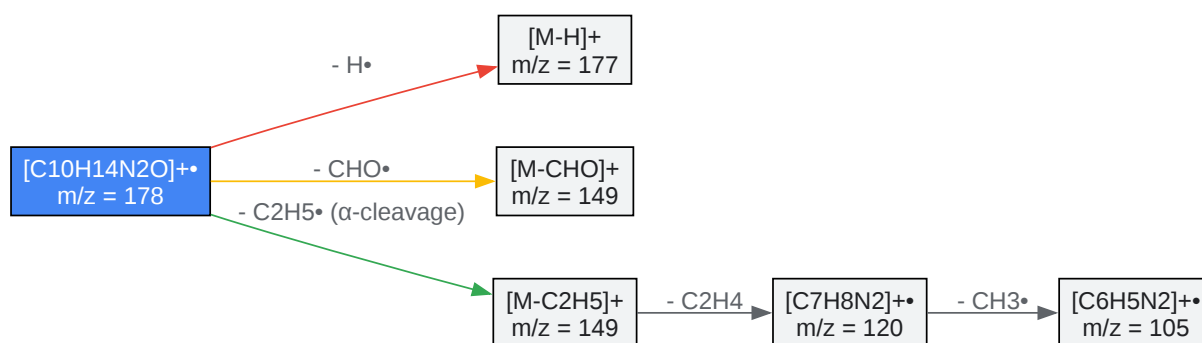 [M-H]+
m/z = 177
- H•
[C10H14N2O]+•
m/z = 178
- CHO•
[M-CHO]+
m/z = 149
- C2H5• (α-cleavage)
[M-C2H5]+
m/z = 149
- C2H4
[C7H8N2]+•
m/z = 120
- CH3•
[C6H5N2]+•
m/z = 105